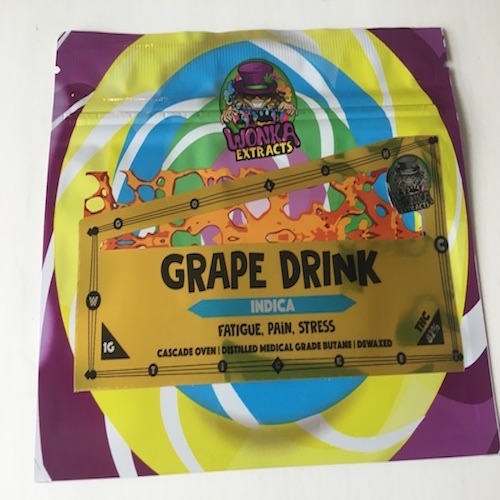 WONKA
EXTRACTS
GRAPE DRINK
INDICA
FATIGUE, PAIN, STRESS
1G
THC
CASCADE OVEN | DISTILLED MEDICAL GRADE BUTANE | DEWAXED